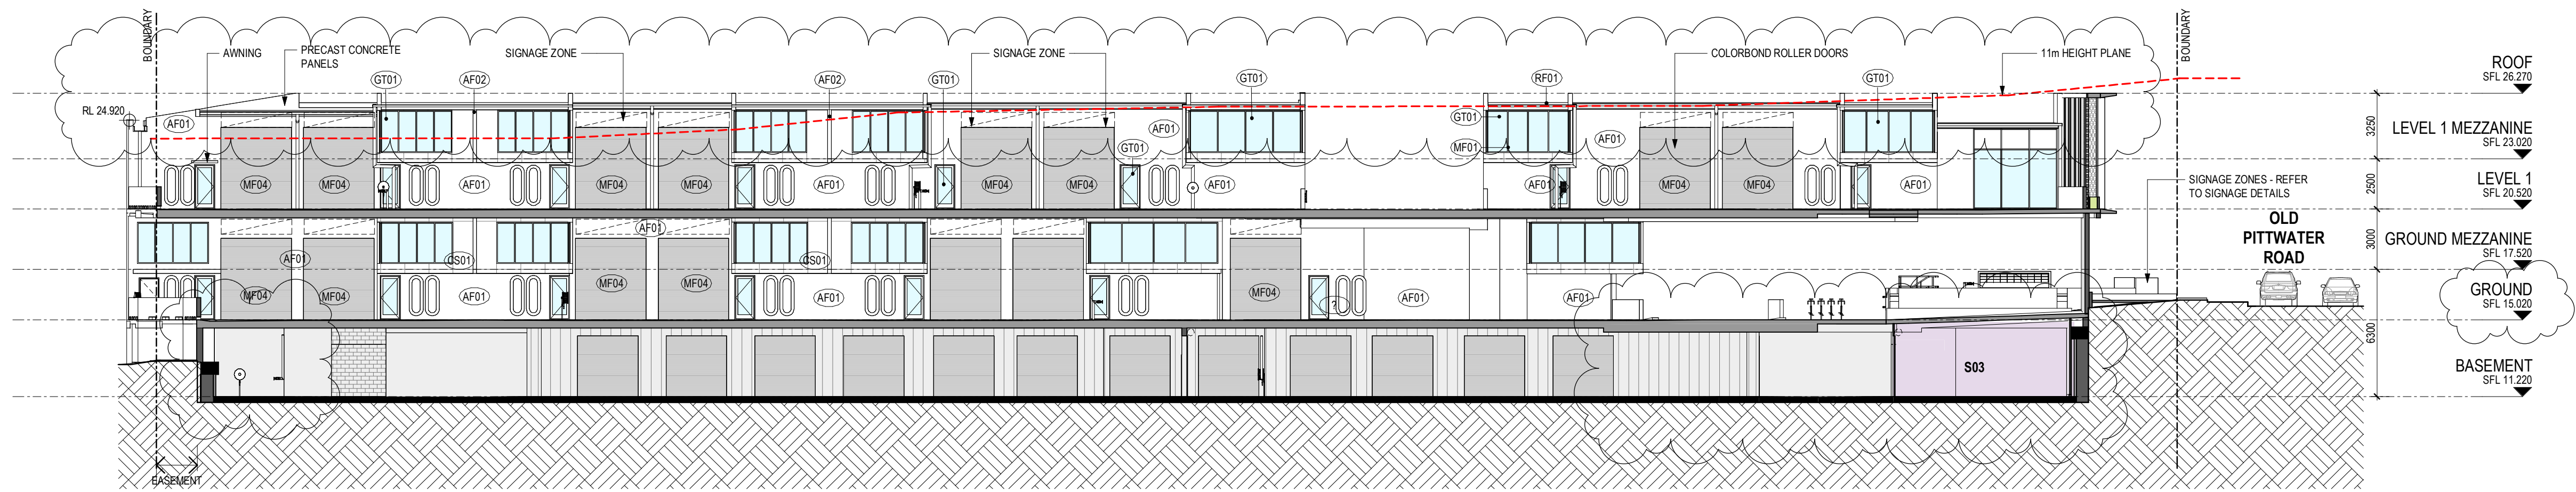 BOUNDARY
AWNING
PRECAST CONCRETE
PANELS
SIGNAGE ZONE
SIGNAGE ZONE
COLORBOND ROLLER DOORS
11m HEIGHT PLANE
BOUNDARY
GT01
AF02
AF02
GT01
GT01
RF01
GT01
ROOF
SFL 26.270
RL 24.920
AF01
GT01
AF01
GT01
MF01
AF01
3250
LEVEL 1 MEZZANINE
SFL 23.020
MF04
MF04
AF01
MF04
MF04
AF01
MF04
MF04
AF01
AF01
MF04
MF04
AF01
2500
LEVEL 1
SFL 20.520
SIGNAGE ZONES - REFER
TO SIGNAGE DETAILS
OLD
PITTWATER
ROAD
AF01
AF01
CS01
CS01
3000
GROUND MEZZANINE
SFL 17.520
MF04
MF04
AF01
MF04
MF04
AF01
MF04
?
AF01
AF01
GROUND
SFL 15.020
6300
S03
BASEMENT
SFL 11.220
EASEMENT